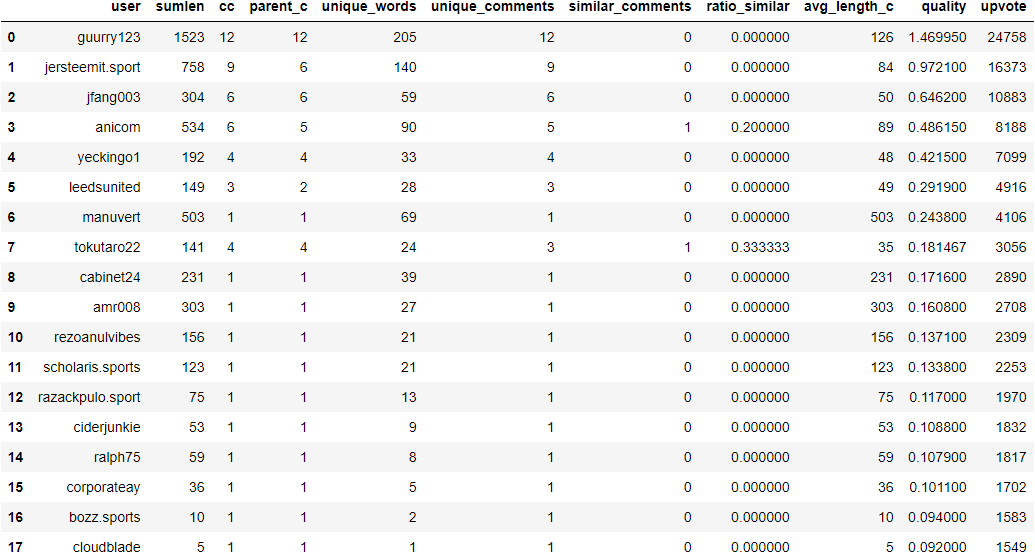 user sumlen cc parent_c unique_words unique_comments similar_comments ratio_similar avg_length_c quality upvote
0 guurry123 1523 12 12 205 12 0 0.000000 126 1.469950 24758
1 jersteemit.sport 758 9 6 140 9 0 0.000000 84 0.972100 16373
2 jfang003 304 6 6 59 6 0 0.000000 50 0.646200 10883
3 anicom 534 6 5 90 5 1 0.200000 89 0.486150 8188
4 yeckingo1 192 4 4 33 4 0 0.000000 48 0.421500 7099
5 leedsunited 149 3 2 28 3 0 0.000000 49 0.291900 4916
6 manuvert 503 1 1 69 1 0 0.000000 503 0.243800 4106
7 tokutaro22 141 4 4 24 3 1 0.333333 35 0.181467 3056
8 cabinet24 231 1 1 39 1 0 0.000000 231 0.171600 2890
9 amr008 303 1 1 27 1 0 0.000000 303 0.160800 2708
10 rezoanulvibes 156 1 1 21 1 0 0.000000 156 0.137100 2309
11 scholaris.sports 123 1 1 21 1 0 0.000000 123 0.133800 2253
12 razackpulo.sport 75 1 1 13 1 0 0.000000 75 0.117000 1970
13 ciderjunkie 53 1 1 9 1 0 0.000000 53 0.108800 1832
14 ralph75 59 1 1 8 1 0 0.000000 59 0.107900 1817
15 corporateay 36 1 1 5 1 0 0.000000 36 0.101100 1702
16 bozz.sports 10 1 1 2 1 0 0.000000 10 0.094000 1583
17 cloudblade 5 1 1 1 1 0 0.000000 5 0.092000 1549